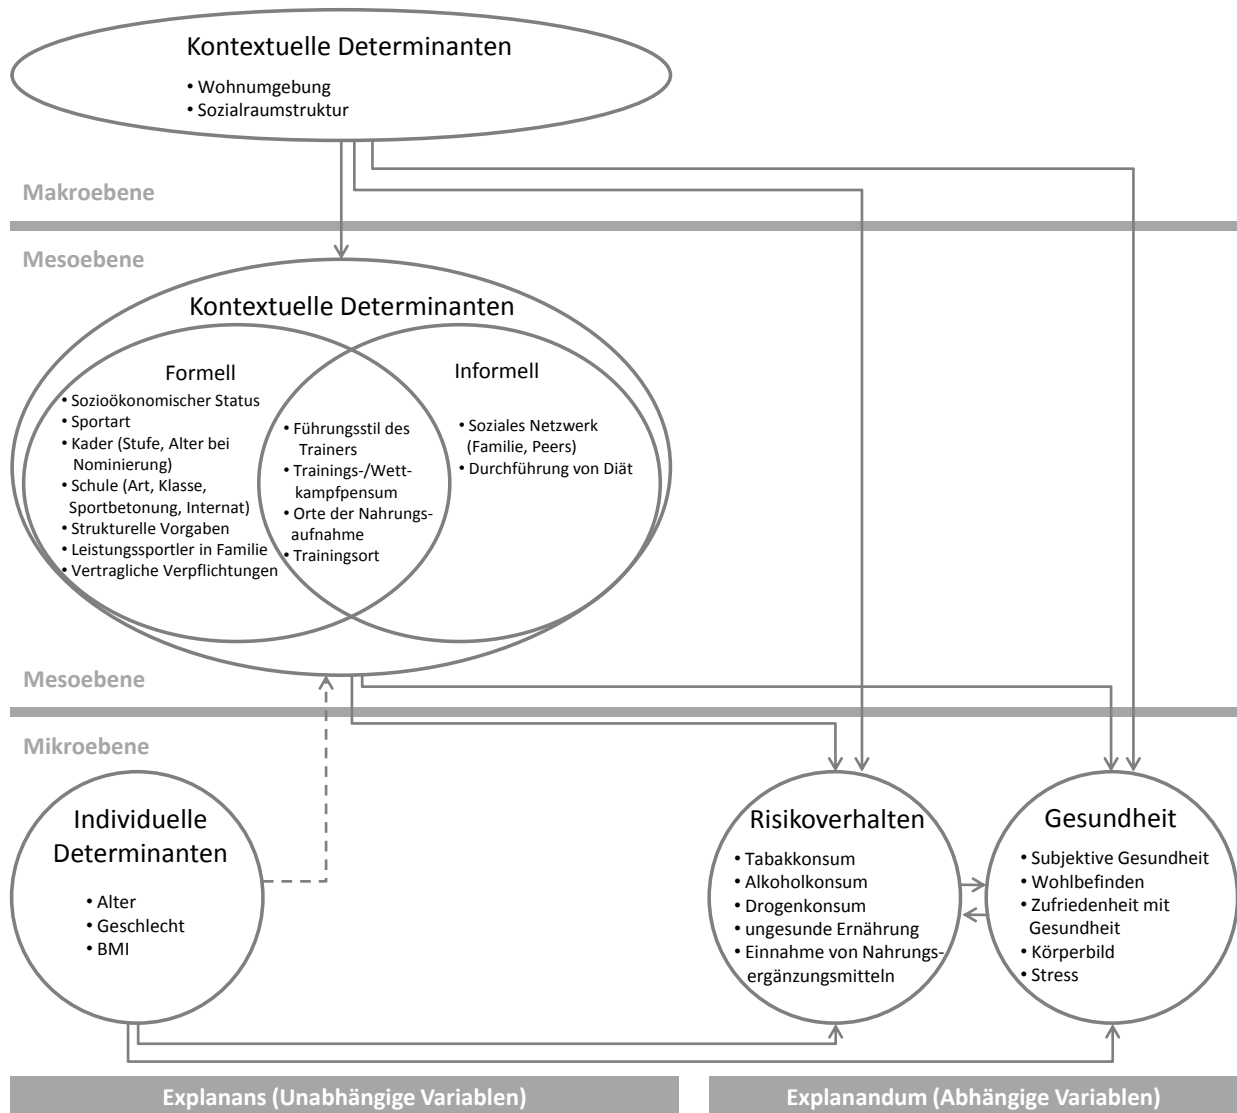 Kontextuelle Determinanten
• Wohnumgebung
• Sozialraumstruktur
Makroebene
Mesoebene
Kontextuelle Determinanten
Formell
• Sozioökonomischer Status
• Sportart
• Kader (Stufe, Alter bei
Nominierung)
• Schule (Art, Klasse,
Sportbetonung, Internat)
• Strukturelle Vorgaben
• Leistungssportler in Familie
• Vertragliche Verpflichtungen
• Führungsstil des
Trainers
• Trainings-/Wett-
kampfpensum
• Orte der Nahrungs-
aufnahme
• Trainingsort
Informell
• Soziales Netzwerk
(Familie, Peers)
• Durchführung von Diät
Mesoebene
Mikroebene
Individuelle
Determinanten
• Alter
• Geschlecht
• BMI
Risikoverhalten
• Tabakkonsum
• Alkoholkonsum
• Drogenkonsum
• ungesunde Ernährung
• Einnahme von Nahrungs-
ergänzungsmitteln
Gesundheit
• Subjektive Gesundheit
• Wohlbefinden
• Zufriedenheit mit
Gesundheit
• Körperbild
• Stress
Explanans (Unabhängige Variablen)
Explanandum (Abhängige Variablen)